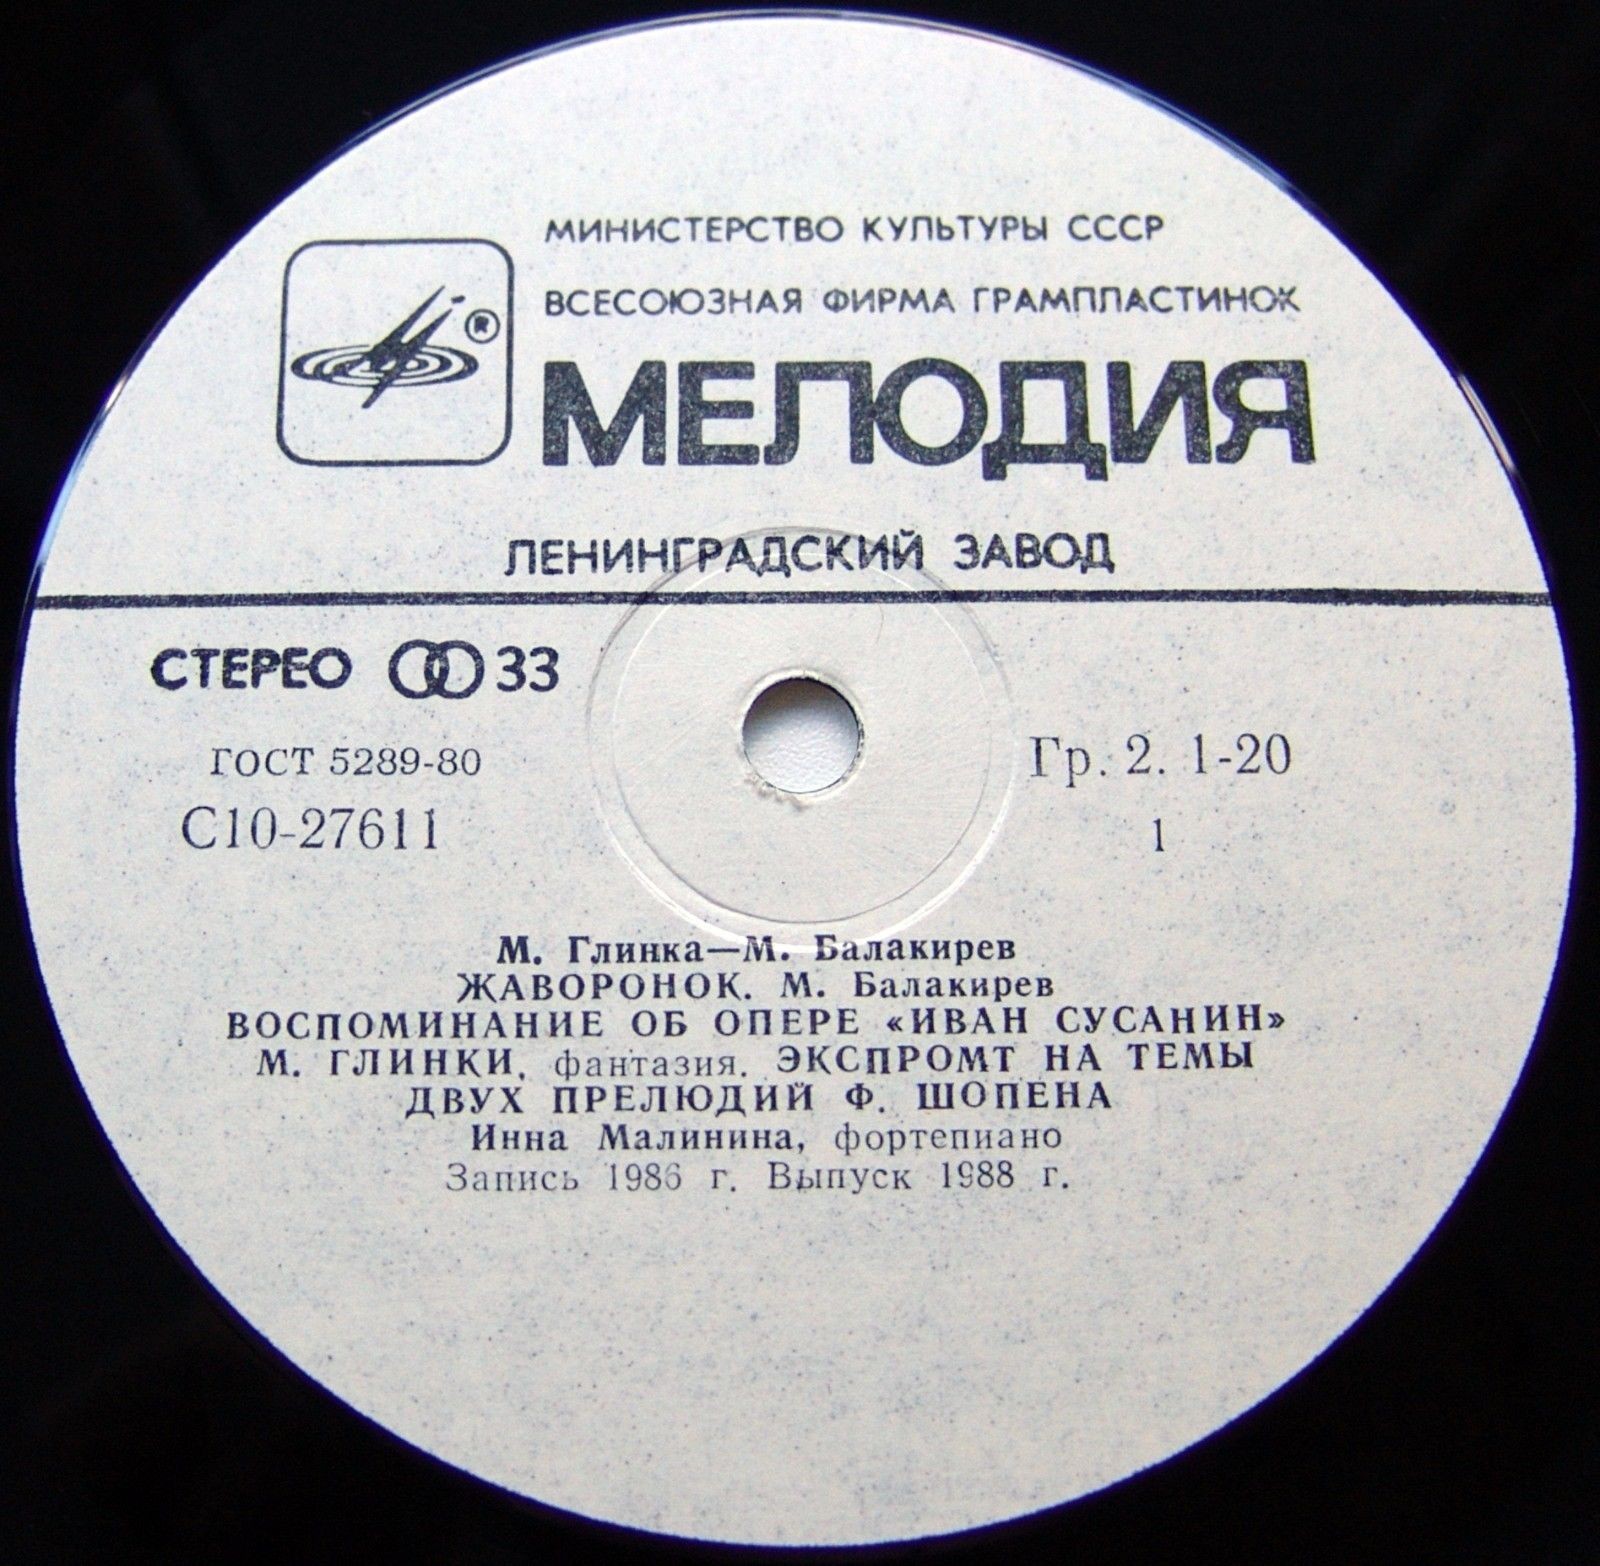 МИНИСТЕРСТВО КУЛЬТУРЫ СССР
ВСЕСОЮЗНАЯ ФИРМА ГРАМПЛАСТИНОК
®
МЕЛОДИЯ
ЛЕНИНГРАДСКИЙ ЗАВОД
СТЕРЕО 33
ГОСТ 5289-80
Гр. 2. 1-20
С10-27611
1
М. Глинка—М. Балакирев
ЖАВОРОНОК. М. Балакирев
ВОСПОМИНАНИЕ ОБ ОПЕРЕ «ИВАН СУСАНИН»
М. ГЛИНКИ, фантазия. ЭКСПРОМТ НА ТЕМЫ
ДВУХ ПРЕЛЮДИЙ Ф. ШОПЕНА
Инна Малинина, фортепиано
Запись 1986 г. Выпуск 1988 г.